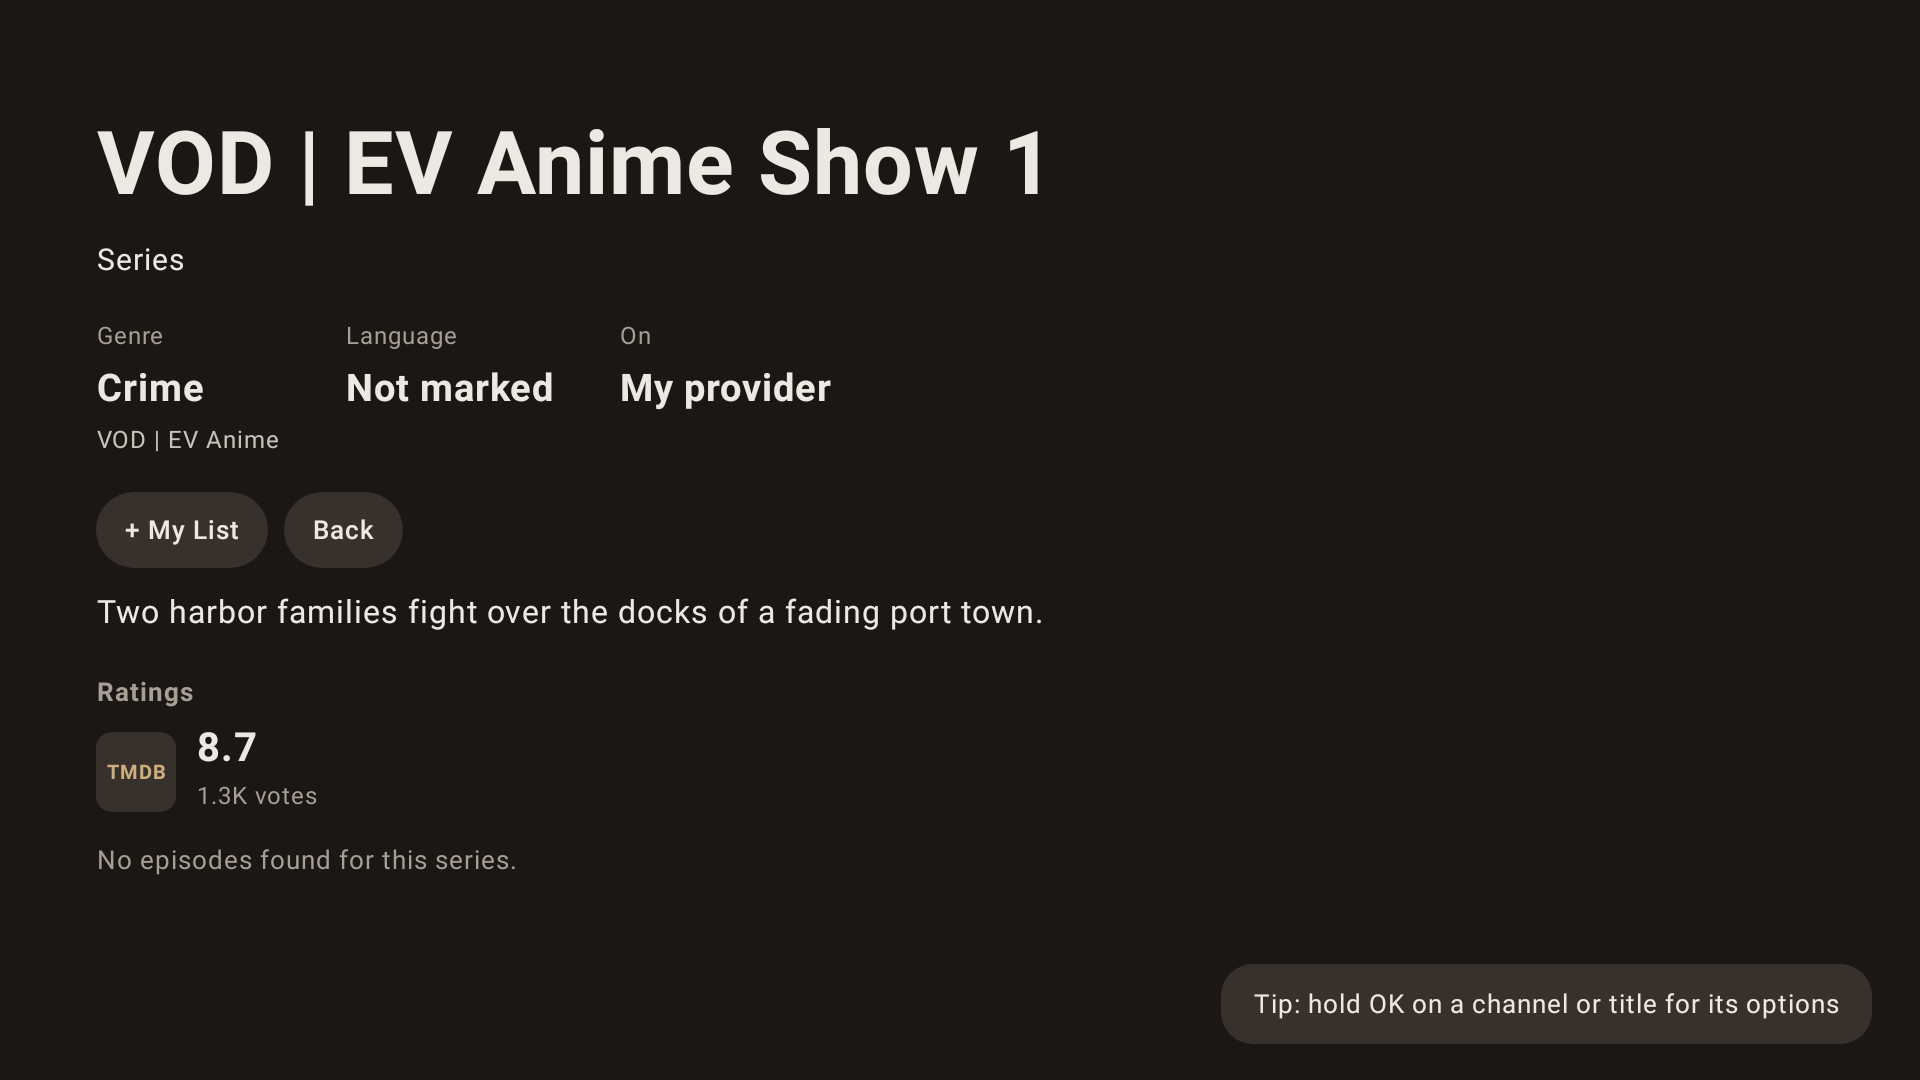 VOD | EV Anime Show 1
Series
Genre
Language
On
Crime
Not marked
My provider
VOD | EV Anime
+ My List
Back
Two harbor families fight over the docks of a fading port town.
Ratings
TMDB
8.7
1.3K votes
No episodes found for this series.
Tip: hold OK on a channel or title for its options